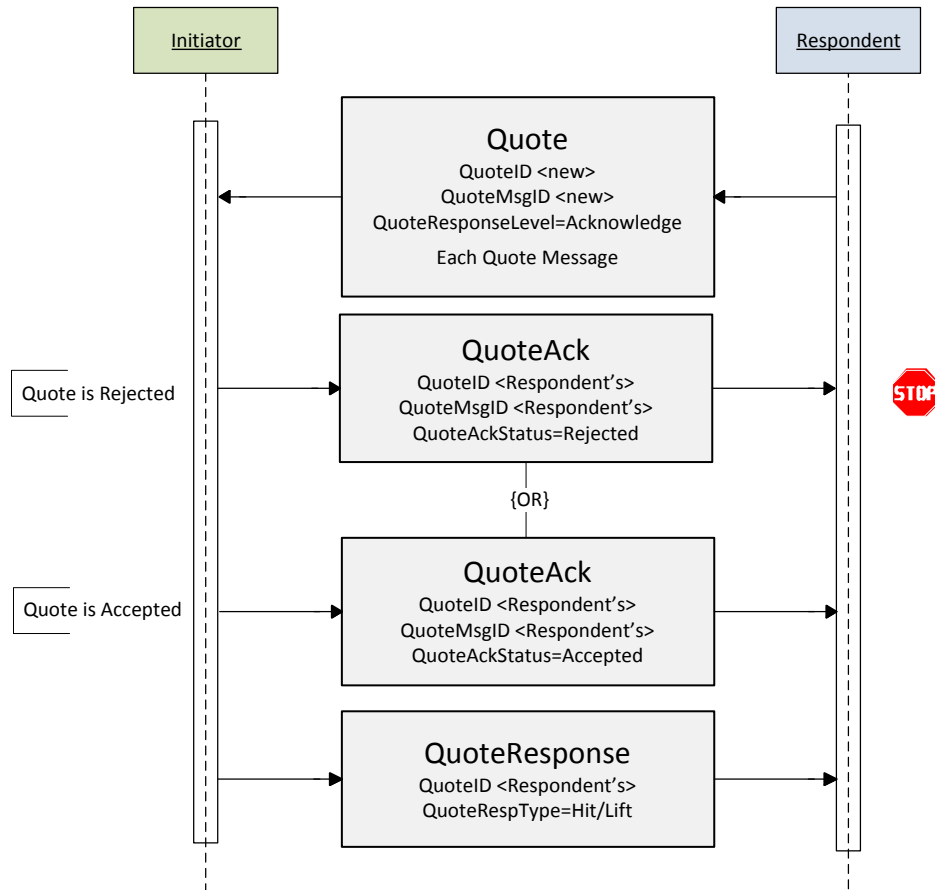 Initiator
Respondent
Quote
QuoteID <new>
QuoteMsgID <new>
QuoteResponseLevel=Acknowledge
Each Quote Message
Quote is Rejected
QuoteAck
QuoteID <Respondent’s>
QuoteMsgID <Respondent’s>
QuoteAckStatus=Rejected
STOP
{OR}
Quote is Accepted
QuoteAck
QuoteID <Respondent’s>
QuoteMsgID <Respondent’s>
QuoteAckStatus=Accepted
QuoteResponse
QuoteID <Respondent’s>
QuoteRespType=Hit/Lift